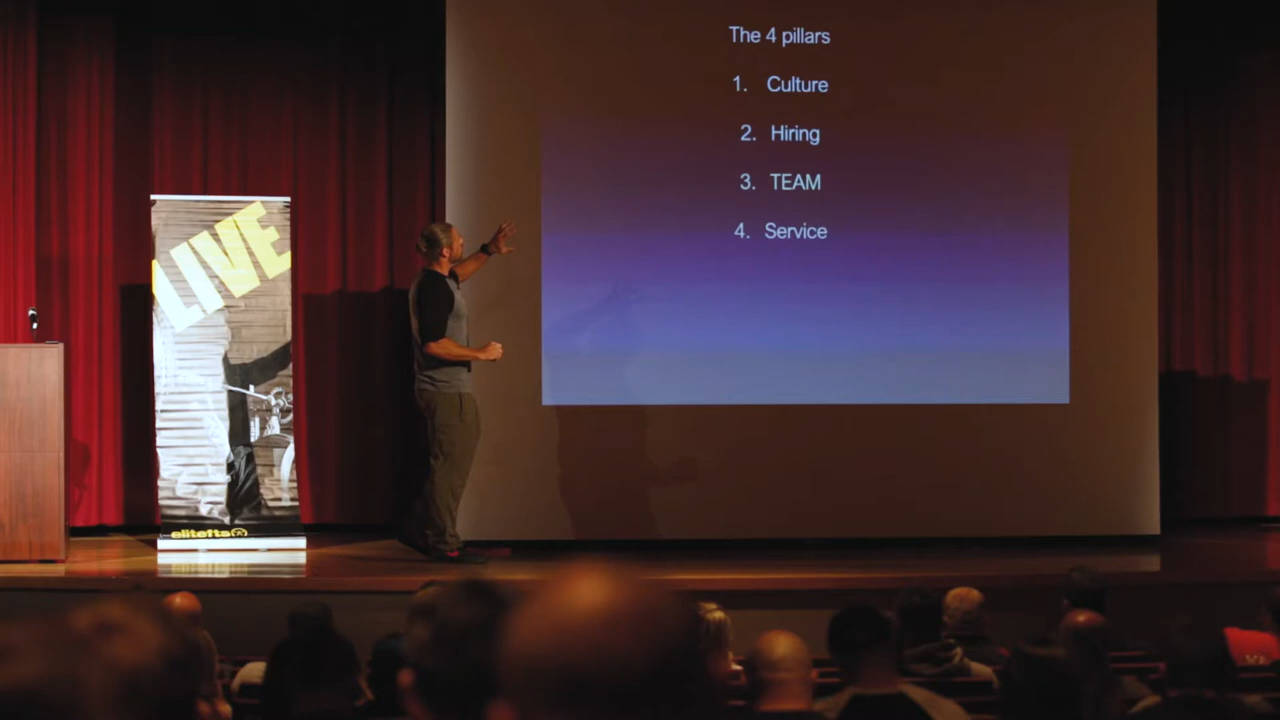 The 4 pillars
1. Culture
2. Hiring
3. TEAM
4. Service
LIVE
elitefts